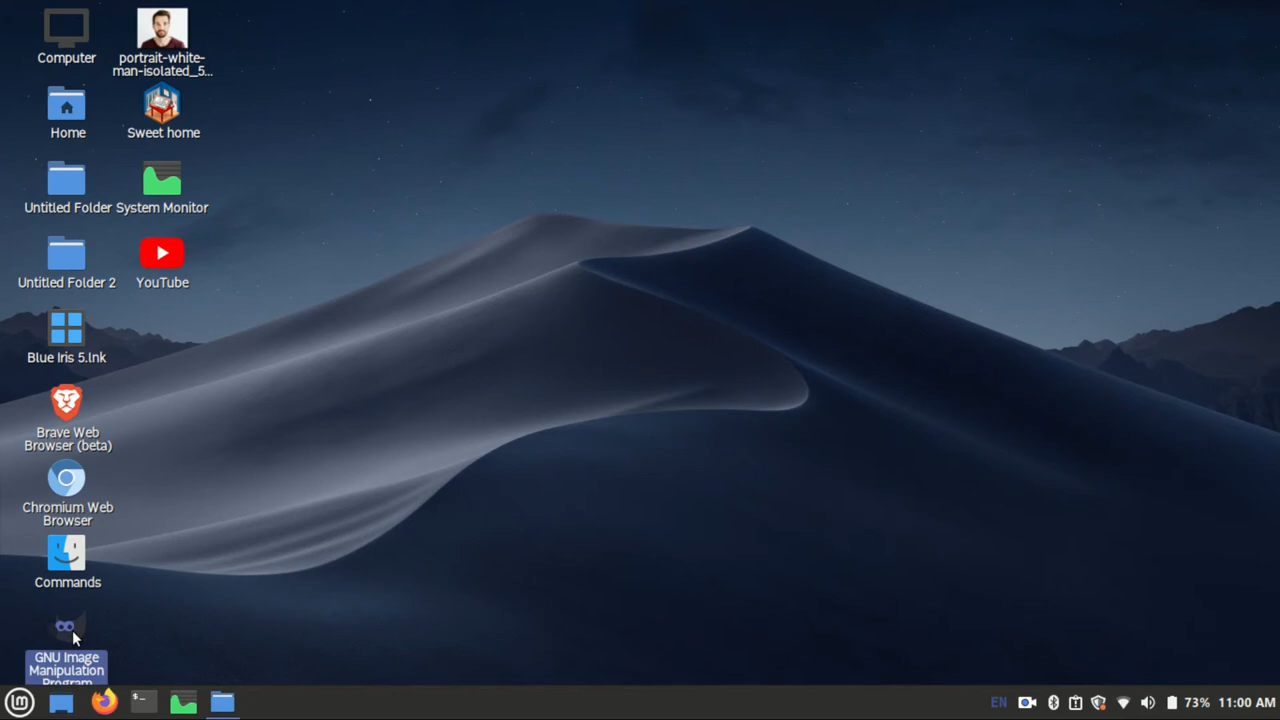 Computer
portrait-white-
man-isolated_5...
Home
Sweet home
Untitled Folder
System Monitor
Untitled Folder 2
YouTube
Blue Iris 5.lnk
Brave Web
Browser (beta)
Chromium Web
Browser
Commands
GNU Image
Manipulation
Program
lm
$_
EN
73%
11:00 AM